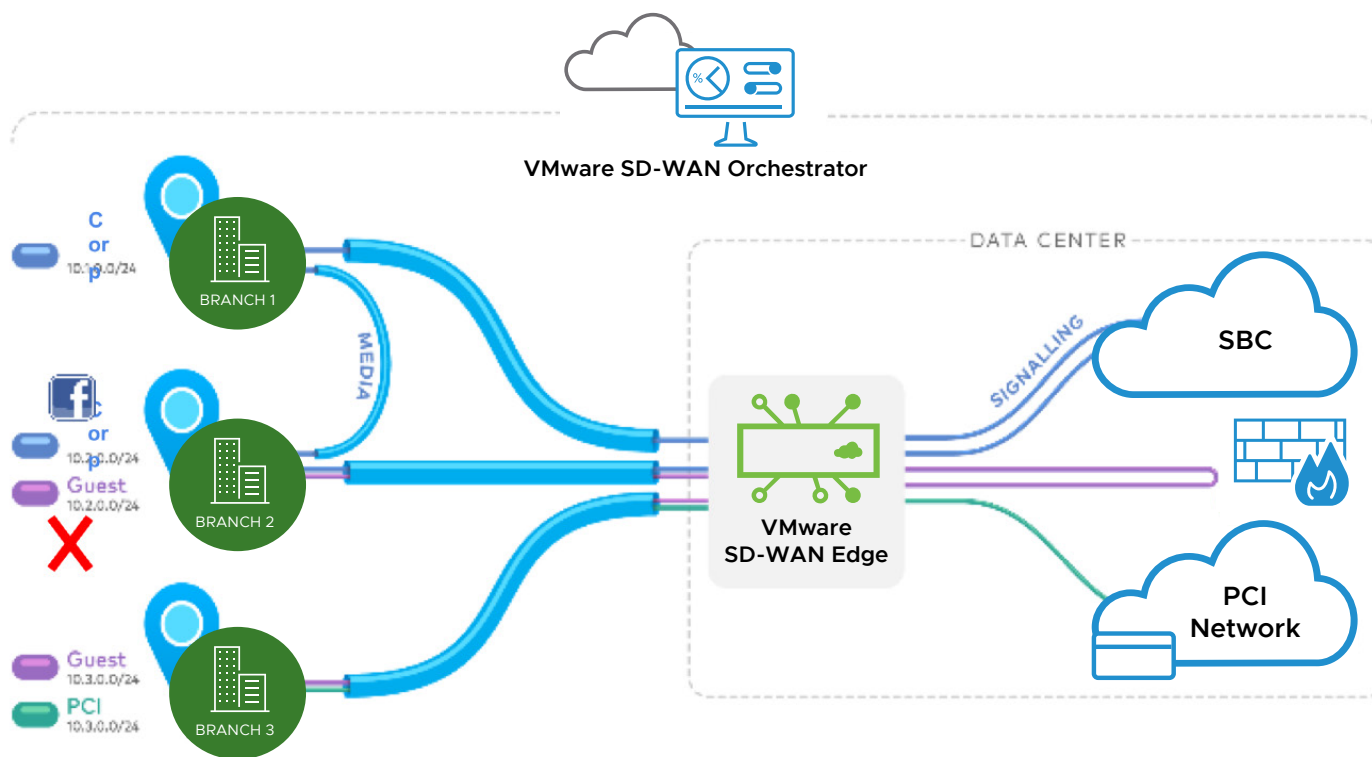 %
VMware SD-WAN Orchestrator
C
or
p
10.1.0.0/24
BRANCH 1
MEDIA
f
C
or
p
10.2.0.0/24
Guest
10.2.0.0/24
BRANCH 2
Guest
10.3.0.0/24
PCI
10.3.0.0/24
BRANCH 3
DATA CENTER
SIGNALLING
SBC
VMware
SD-WAN Edge
PCI
Network